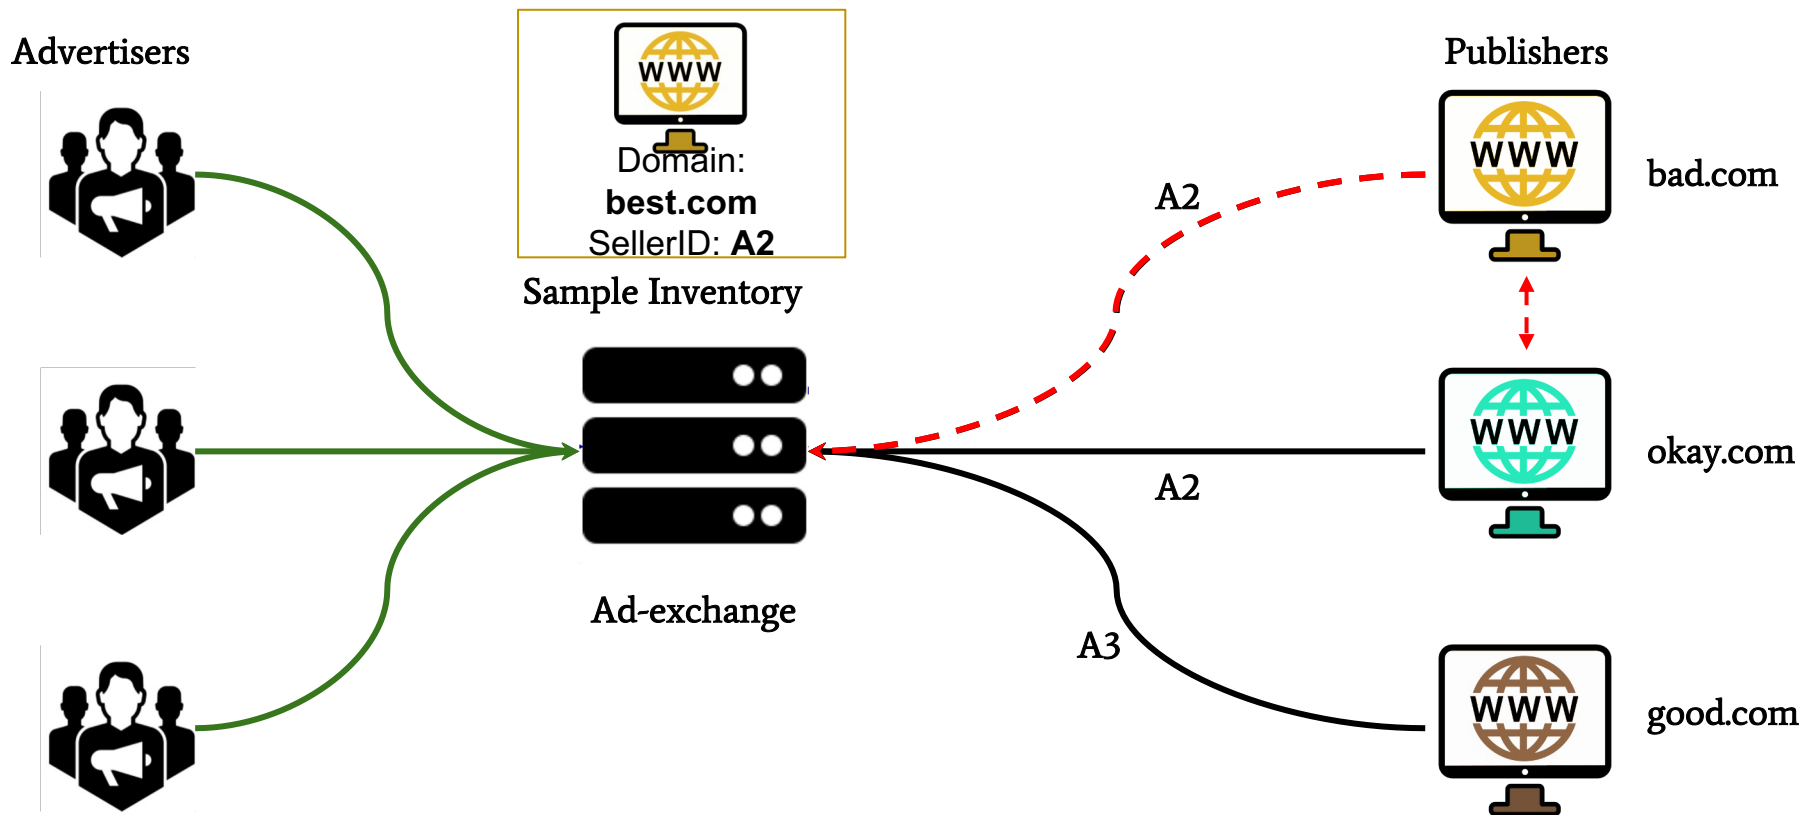 Advertisers
WWW
Domain:
best.com
SellerID: A2
Sample Inventory
Ad-exchange
Publishers
A2
WWW
bad.com
A2
WWW
okay.com
A3
WWW
good.com